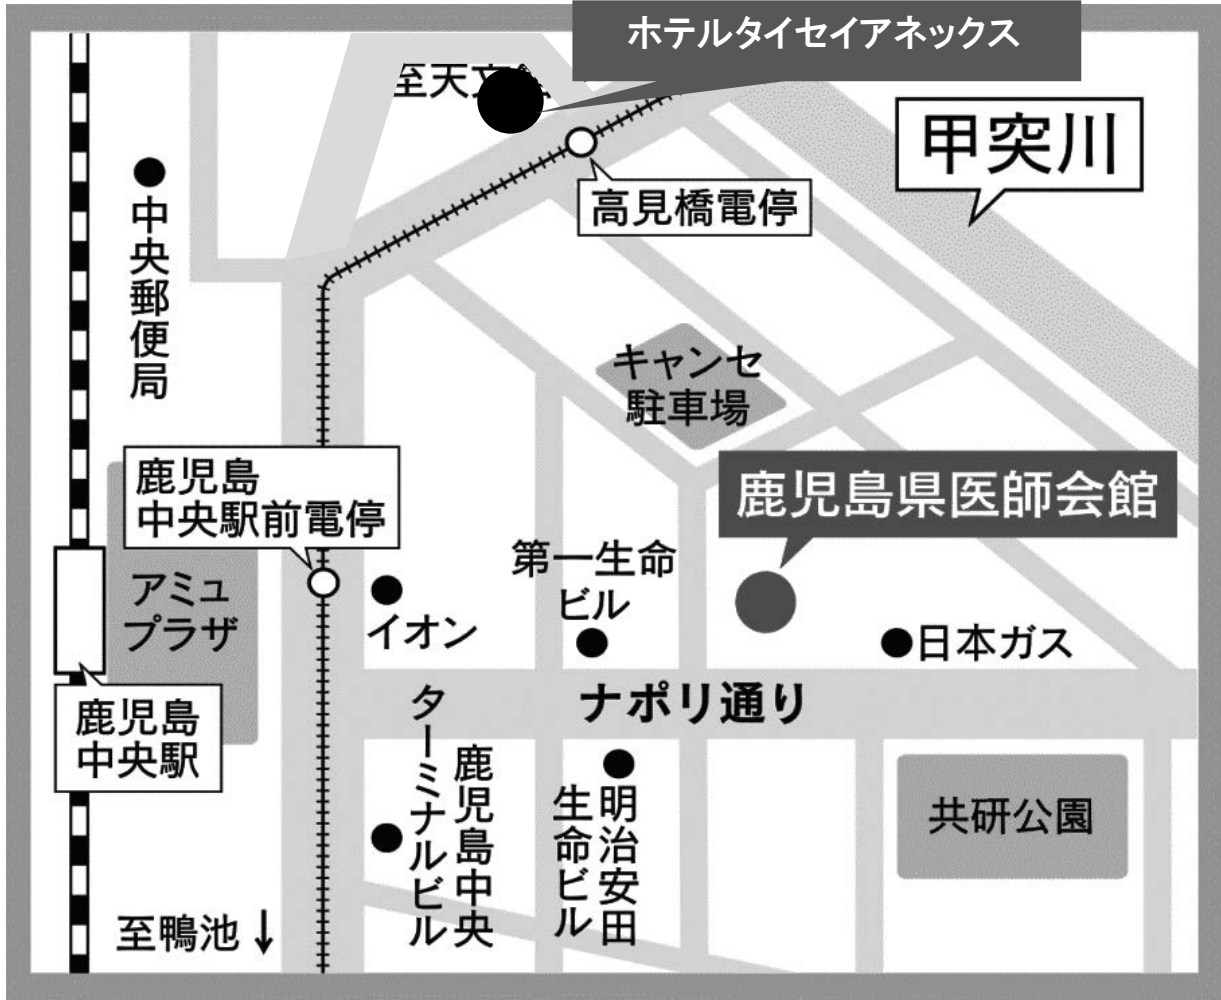 ホテルタイセイアネックス
至天文
甲突川
高見橋電停
中央郵便局
キャンセ
駐車場
鹿児島
中央駅前電停
鹿児島県医師会館
第一生命
ビル
アミュ
プラザ
イオン
日本ガス
鹿児島
中央駅
ナポリ通り
鹿児島中央
ターミナルビル
明治安田
生命ビル
共研公園
至鴨池↓